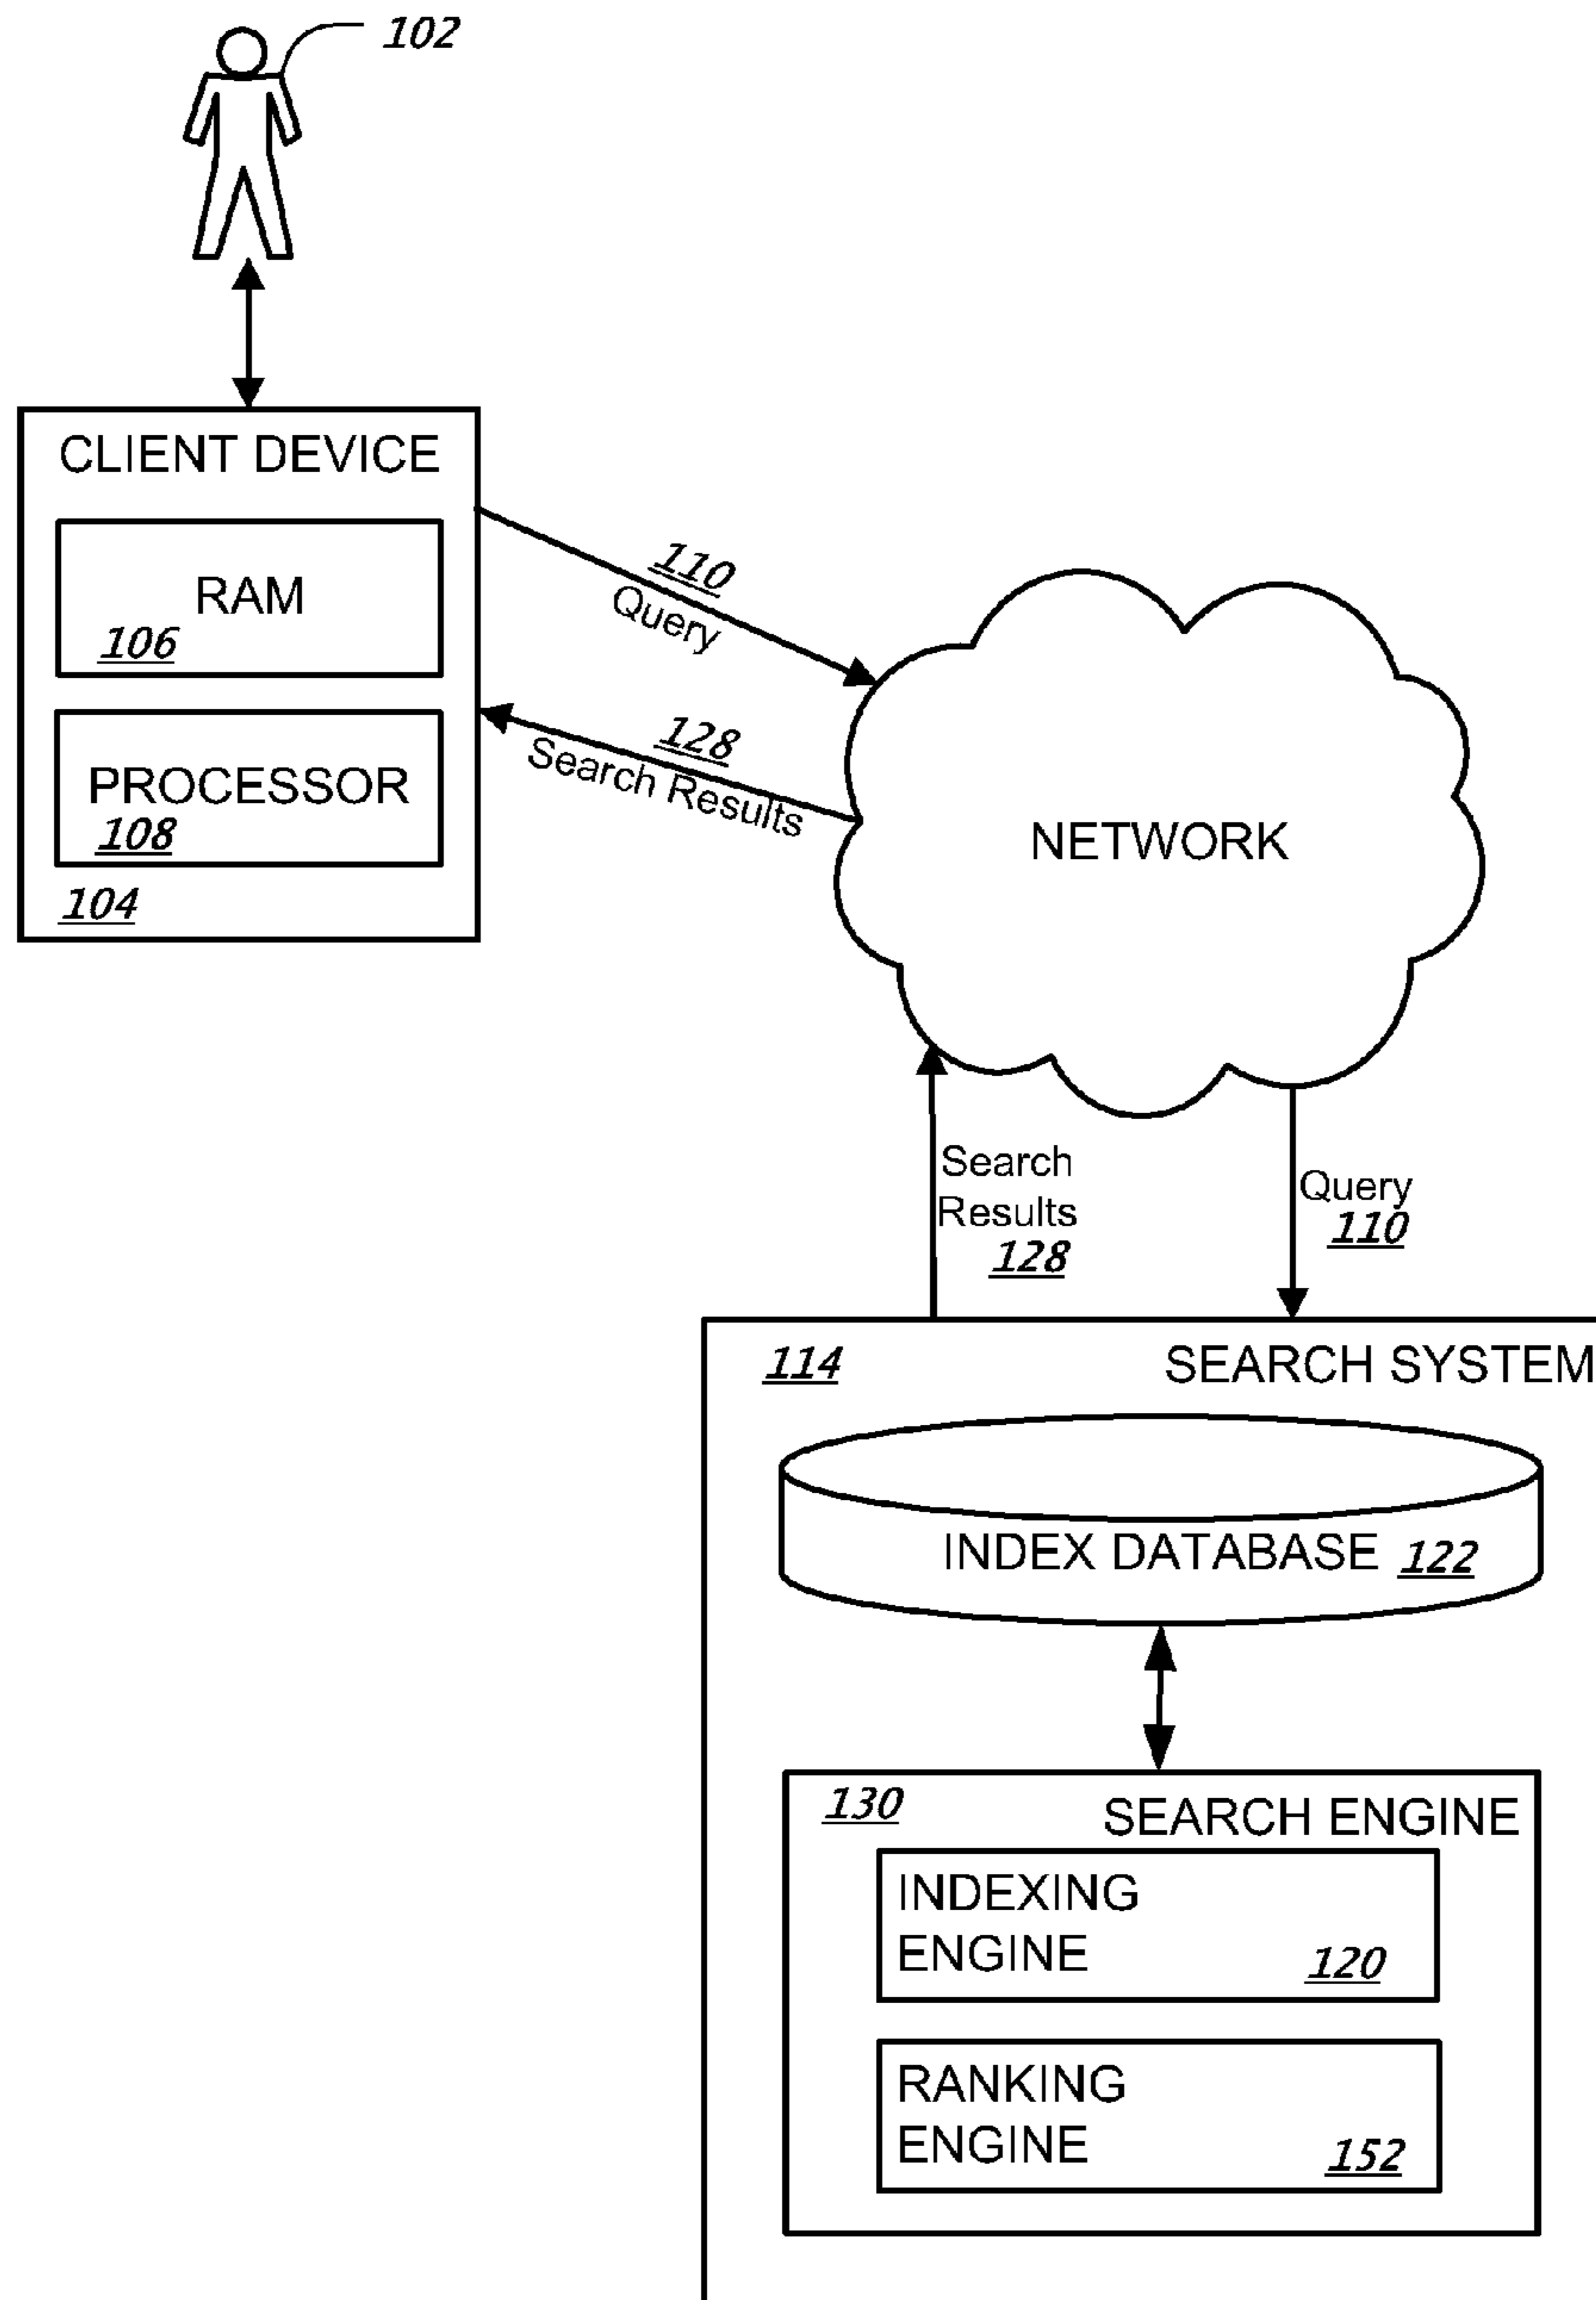 102
CLIENT DEVICE
RAM
106
PROCESSOR
108
104
110
Query
128
Search Results
NETWORK
Search
Results
128
Query
110
114
SEARCH SYSTEM
INDEX DATABASE 122
130
SEARCH ENGINE
INDEXING
ENGINE
120
RANKING
ENGINE
152